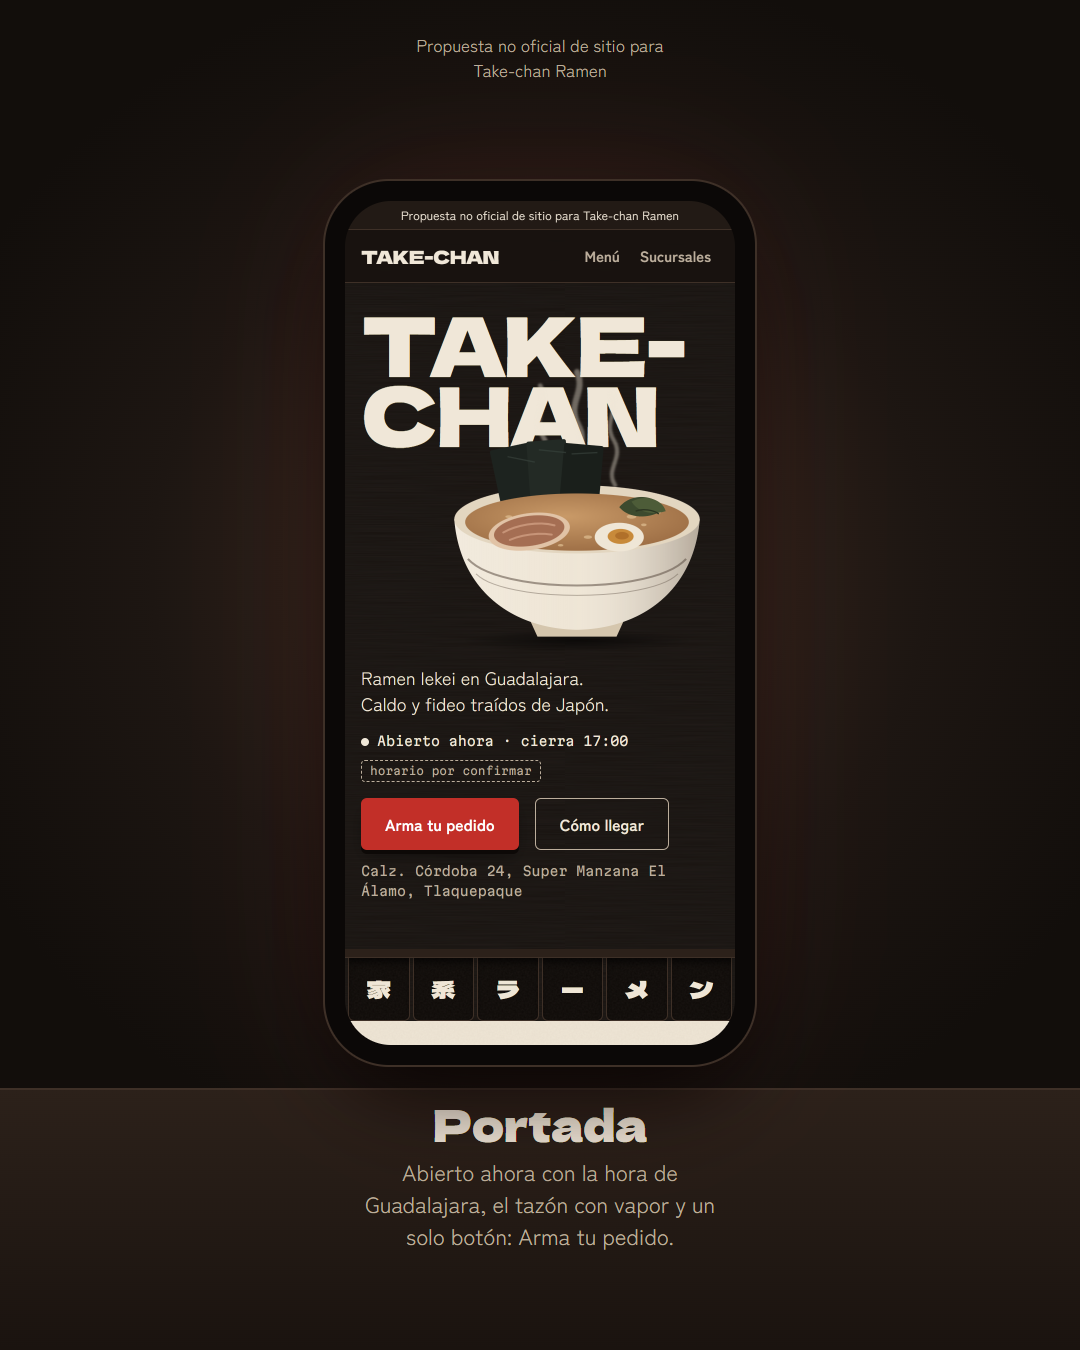 Propuesta no oficial de sitio para
Take-chan Ramen
Propuesta no oficial de sitio para Take-chan Ramen
TAKE-CHAN
Menú
Sucursales
TAKE-
CHAN
Ramen Iekei en Guadalajara.
Caldo y fideo traídos de Japón.
Abierto ahora · cierra 17:00
horario por confirmar
Arma tu pedido
Cómo llegar
Calz. Córdoba 24, Super Manzana El
Álamo, Tlaquepaque
家系ラーメン
Portada
Abierto ahora con la hora de
Guadalajara, el tazón con vapor y un
solo botón: Arma tu pedido.